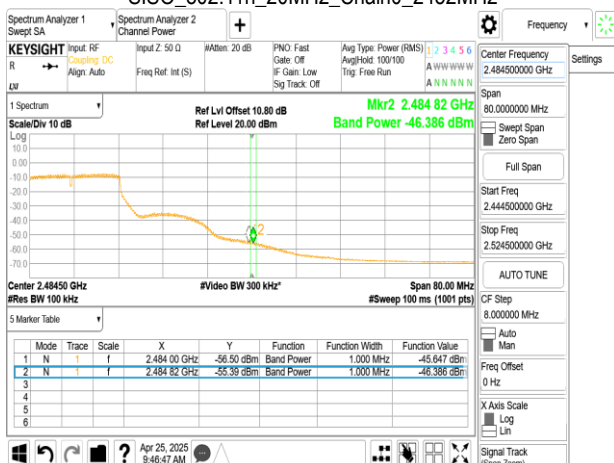 SISO_802.11n_20MHz_Chain0_2452MHz
Spectrum Analyzer 1
Swept SA
Spectrum Analyzer 2
Channel Power
+
Frequency
KEYSIGHT
R
LXI
Input: RF
Coupling: DC
Align: Auto
Input Z: 50 Ω
Freq Ref: Int (S)
#Atten: 20 dB
PNO: Fast
Gate: Off
IF Gain: Low
Sig Track: Off
Avg Type: Power (RMS)
Avg|Hold: 100/100
Trig: Free Run
1 2 3 4 5 6
A W W W W W
A N N N N N
Center Frequency
2.484500000 GHz
Settings
Span
80.0000000 MHz
Swept Span
Zero Span
Full Span
Start Freq
2.444500000 GHz
Stop Freq
2.524500000 GHz
AUTO TUNE
CF Step
8.000000 MHz
Auto
Man
Freq Offset
0 Hz
X Axis Scale
Log
Lin
Signal Track
(Span Zoom)
1 Spectrum
Scale/Div 10 dB
Ref Lvl Offset 10.80 dB
Ref Level 20.00 dBm
Mkr2 2.484 82 GHz
Band Power -46.386 dBm
Log
10.0
0.00
-10.0
-20.0
-30.0
-40.0
-50.0
-60.0
-70.0
2
Center 2.48450 GHz
#Res BW 100 kHz
#Video BW 300 kHz*
Span 80.00 MHz
#Sweep 100 ms (1001 pts)
5 Marker Table
Mode Trace Scale X Y Function Function Width Function Value
1 N 1 f 2.484 00 GHz -56.50 dBm Band Power 1.000 MHz -45.647 dBm
2 N 1 f 2.484 82 GHz -55.39 dBm Band Power 1.000 MHz -46.386 dBm
3
4
5
6
?
Apr 25, 2025
9:46:47 AM